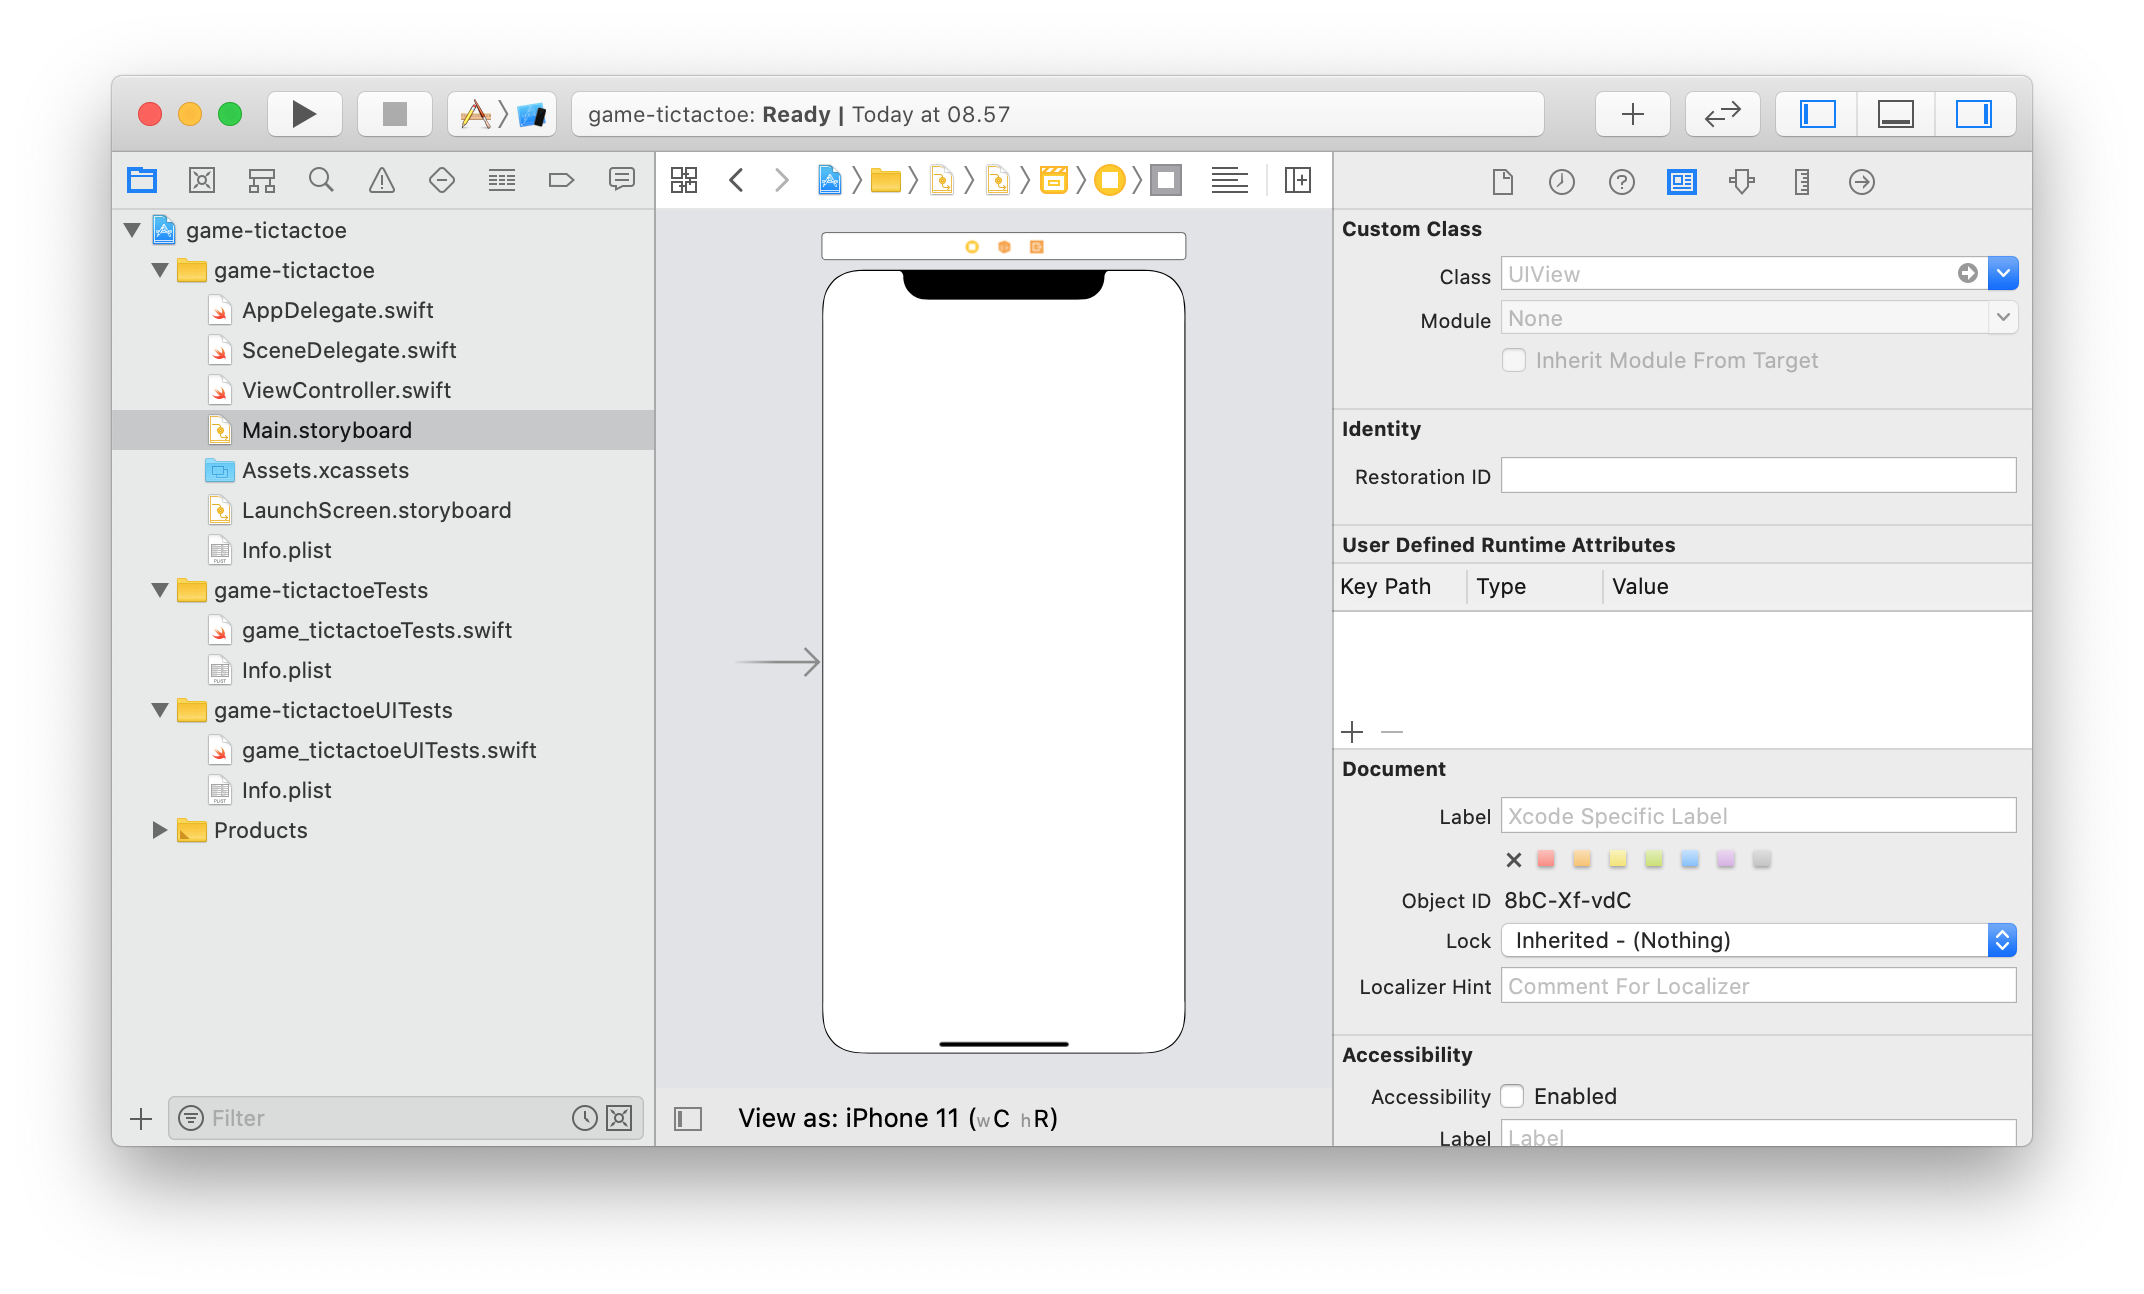 game-tictactoe: Ready | Today at 08.57
game-tictactoe
game-tictactoe
AppDelegate.swift
SceneDelegate.swift
ViewController.swift
Main.storyboard
Assets.xcassets
LaunchScreen.storyboard
Info.plist
game-tictactoeTests
game_tictactoeTests.swift
Info.plist
game-tictactoeUITests
game_tictactoeUITests.swift
Info.plist
Products
Filter
View as: iPhone 11 (wC hR)
Custom Class
Class UIView
Module None
Inherit Module From Target
Identity
Restoration ID
User Defined Runtime Attributes
Key Path Type Value
Document
Label Xcode Specific Label
Object ID 8bC-Xf-vdC
Lock Inherited - (Nothing)
Localizer Hint Comment For Localizer
Accessibility
Accessibility Enabled
Label Label